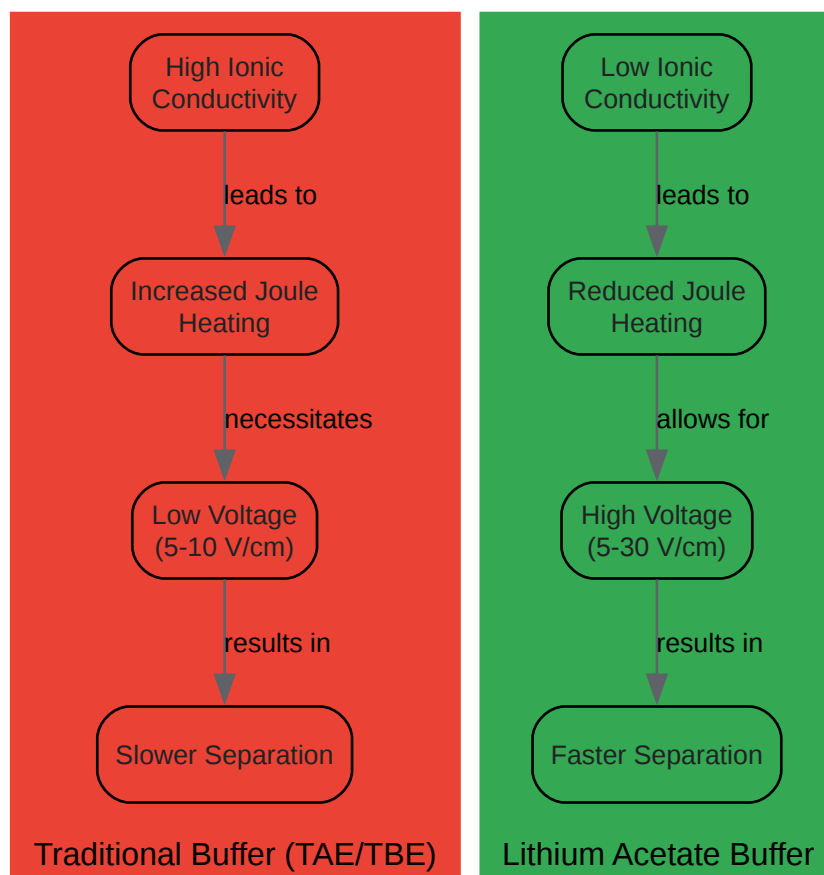 High Ionic
Conductivity
leads to
Increased Joule
Heating
necessitates
Low Voltage
(5-10 V/cm)
results in
Slower Separation
Traditional Buffer (TAE/TBE)
Low Ionic
Conductivity
leads to
Reduced Joule
Heating
allows for
High Voltage
(5-30 V/cm)
results in
Faster Separation
Lithium Acetate Buffer